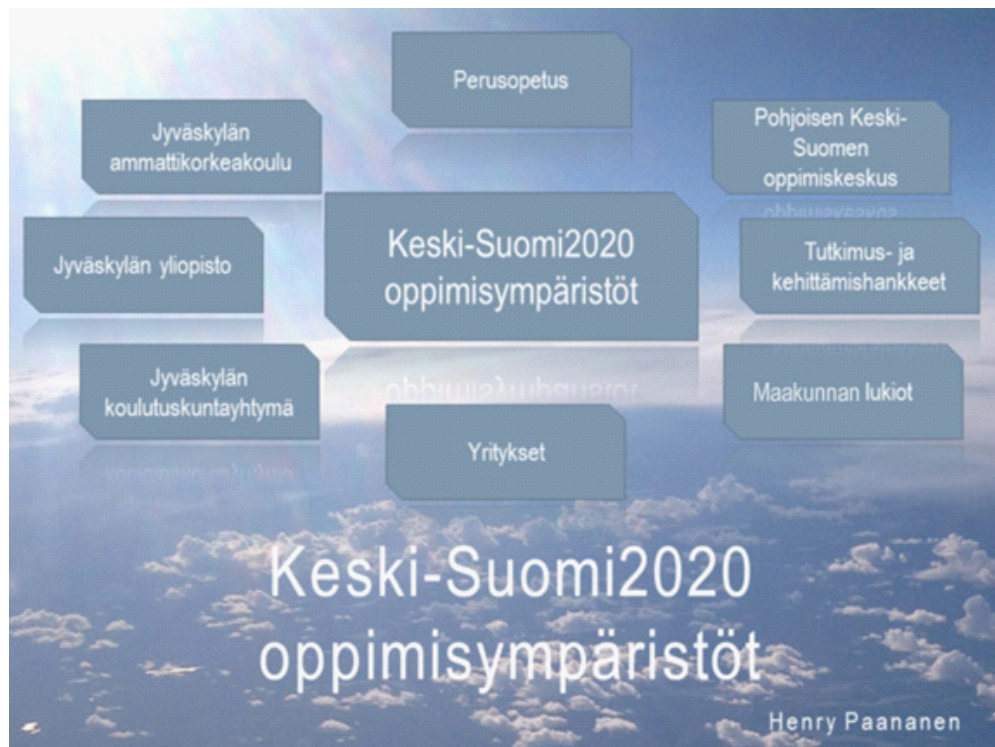 Perusopetus
Jyväskylän
ammattikorkeakoulu
Pohjoisen Keski-
Suomen
oppimiskeskus
Jyväskylän yliopisto
Keski-Suomi2020
oppimisympäristöt
Tutkimus- ja
kehittämishankkeet
Jyväskylän
koulutuskuntayhtymä
Maakunnan lukiot
Yritykset
Keski-Suomi2020
oppimisympäristöt
Henry Paananen